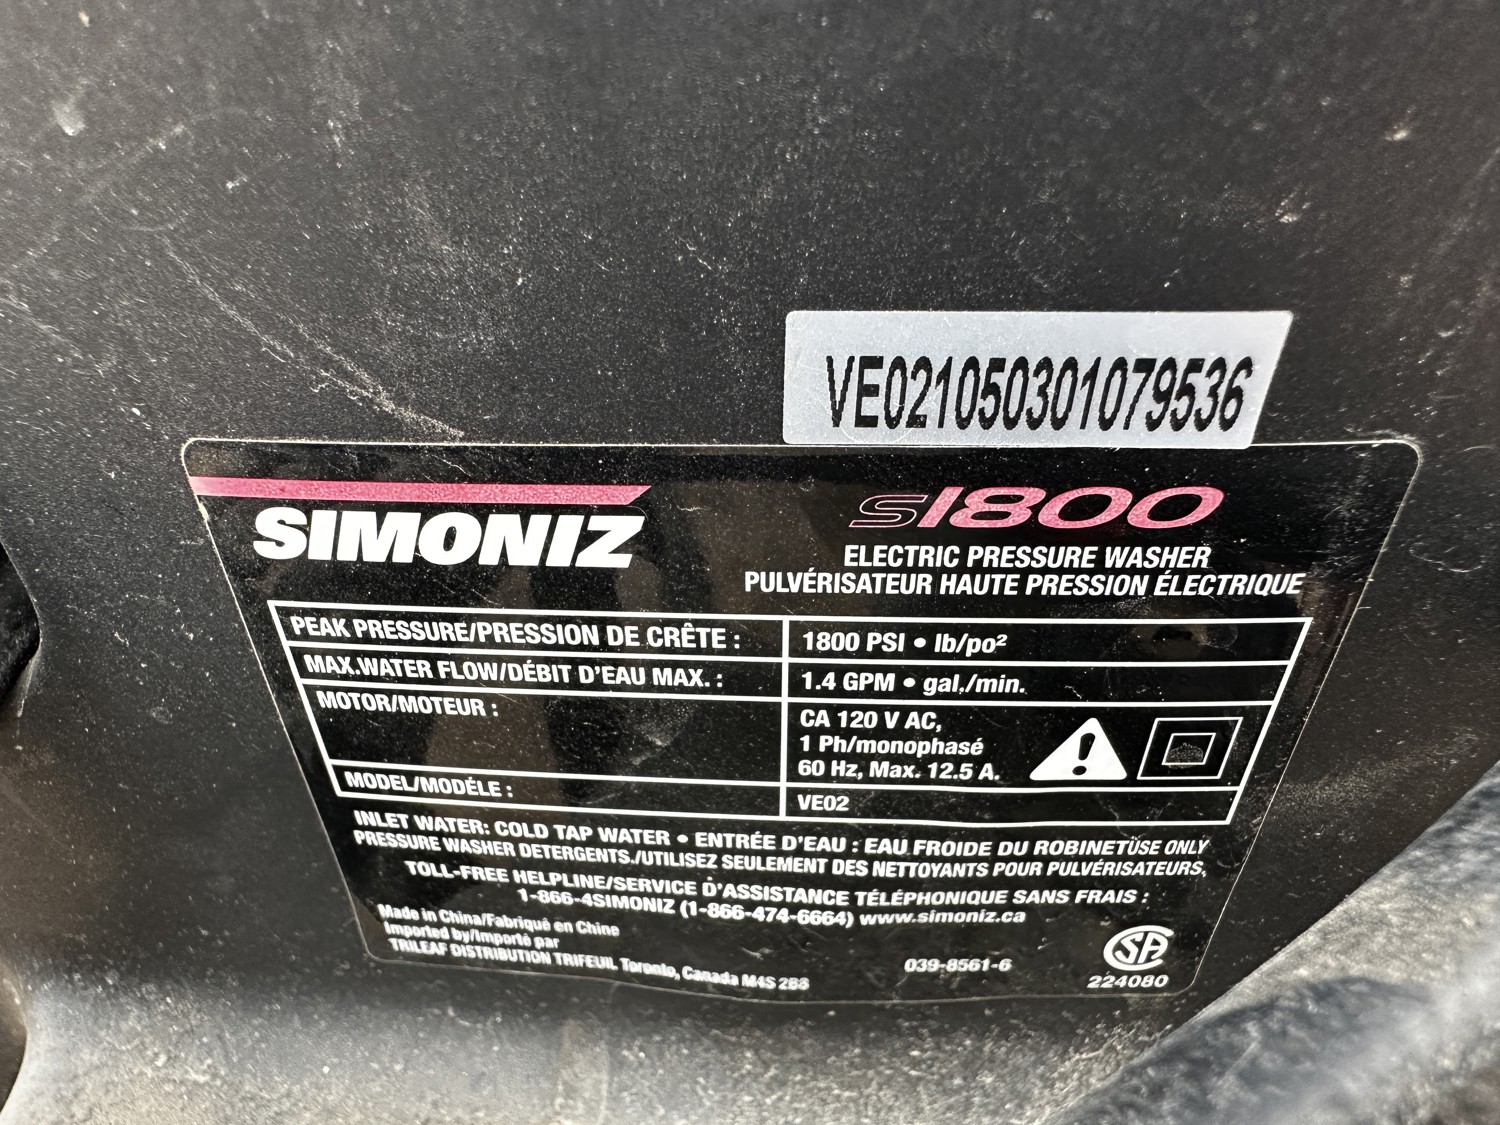 VE021050301079536
SIMONIZ
S1800
ELECTRIC PRESSURE WASHER
PULVÉRISATEUR HAUTE PRESSION ÉLECTRIQUE
PEAK PRESSURE/PRESSION DE CRÊTE : 1800 PSI • lb/po²
MAX.WATER FLOW/DÉBIT D'EAU MAX. : 1.4 GPM • gal./min.
MOTOR/MOTEUR : CA 120 V AC,
1 Ph/monophasé
60 Hz, Max. 12.5 A.
MODEL/MODÉLE : VE02
INLET WATER: COLD TAP WATER • ENTRÉE D'EAU : EAU FROIDE DU ROBINET USE ONLY
PRESSURE WASHER DETERGENTS./UTILISEZ SEULEMENT DES NETTOYANTS POUR PULVÉRISATEURS.
TOLL-FREE HELPLINE/SERVICE D'ASSISTANCE TÉLÉPHONIQUE SANS FRAIS :
1-866-4SIMONIZ (1-866-474-6664) www.simoniz.ca
Made in China/Fabriqué en Chine
Imported by/Importé par
TRILEAF DISTRIBUTION TRIFEUIL Toronto, Canada M4S 2B8
039-8561-6
CSA
224080